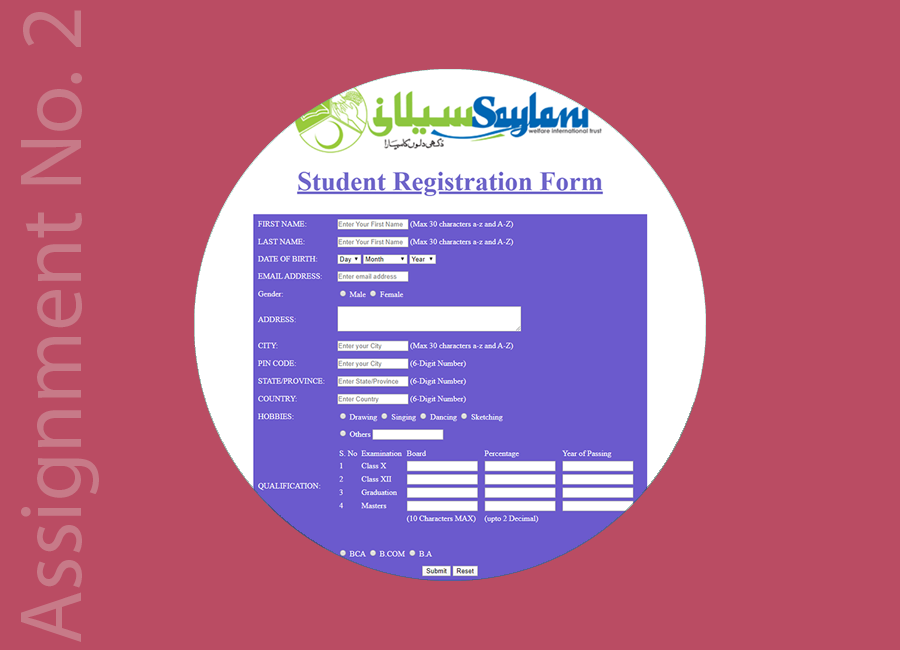 Assignment No. 2
سیلانی Saylani
welfare international trust
دکھی دلوں کا سہارا
Student Registration Form
FIRST NAME: Enter Your First Name (Max 30 characters a-z and A-Z)
LAST NAME: Enter Your First Name (Max 30 characters a-z and A-Z)
DATE OF BIRTH: Day Month Year
EMAIL ADDRESS: Enter email address
Gender: Male Female
ADDRESS:
CITY: Enter your City (Max 30 characters a-z and A-Z)
PIN CODE: Enter your City (6-Digit Number)
STATE/PROVINCE: Enter State/Province (6-Digit Number)
COUNTRY: Enter Country (6-Digit Number)
HOBBIES: Drawing Singing Dancing Sketching
Others
S. No Examination Board Percentage Year of Passing
1 Class X
2 Class XII
QUALIFICATION:
3 Graduation
4 Masters
(10 Characters MAX) (upto 2 Decimal)
BCA B.COM B.A
Submit Reset